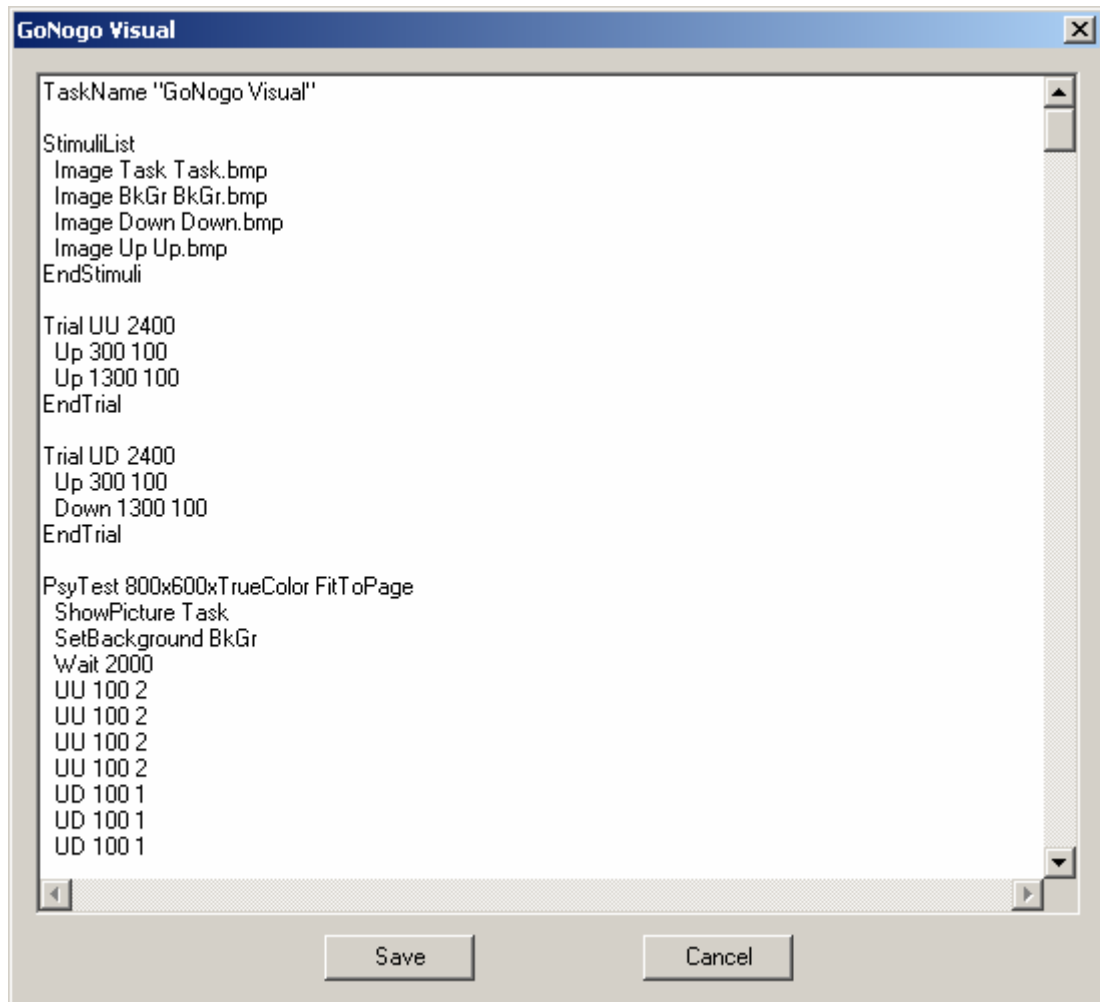 GoNogo Visual
TaskName "GoNogo Visual"
StimuliList
Image Task Task.bmp
Image BkGr BkGr.bmp
Image Down Down.bmp
Image Up Up.bmp
EndStimuli
Trial UU 2400
Up 300 100
Up 1300 100
EndTrial
Trial UD 2400
Up 300 100
Down 1300 100
EndTrial
PsyTest 800x600xTrueColor FitToPage
ShowPicture Task
SetBackground BkGr
Wait 2000
UU 100 2
UU 100 2
UU 100 2
UU 100 2
UD 100 1
UD 100 1
UD 100 1
Save
Cancel